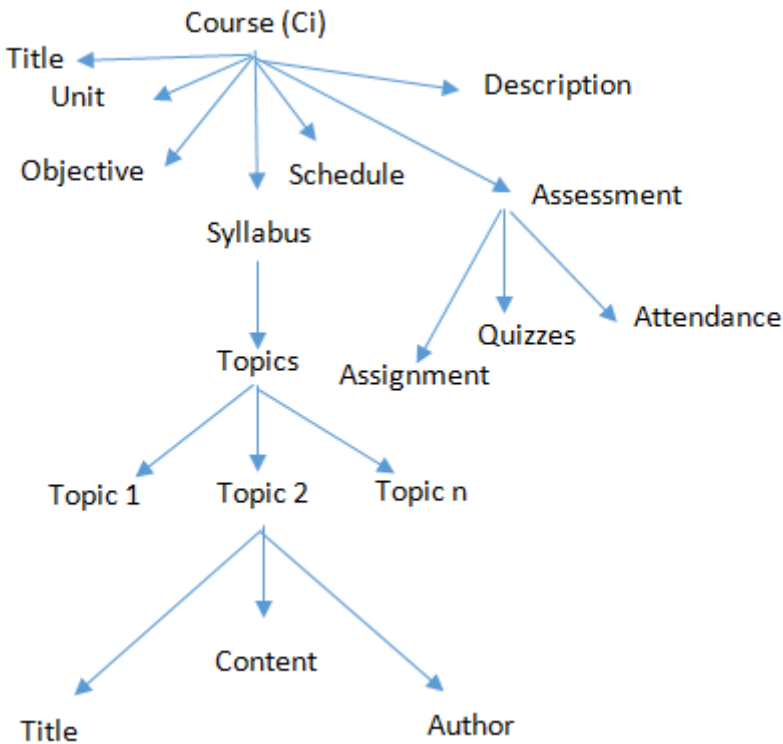 Course (Ci)
Title
Description
Unit
Objective
Schedule
Assessment
Syllabus
Attendance
Quizzes
Topics
Assignment
Topic 1
Topic 2
Topic n
Content
Title
Author